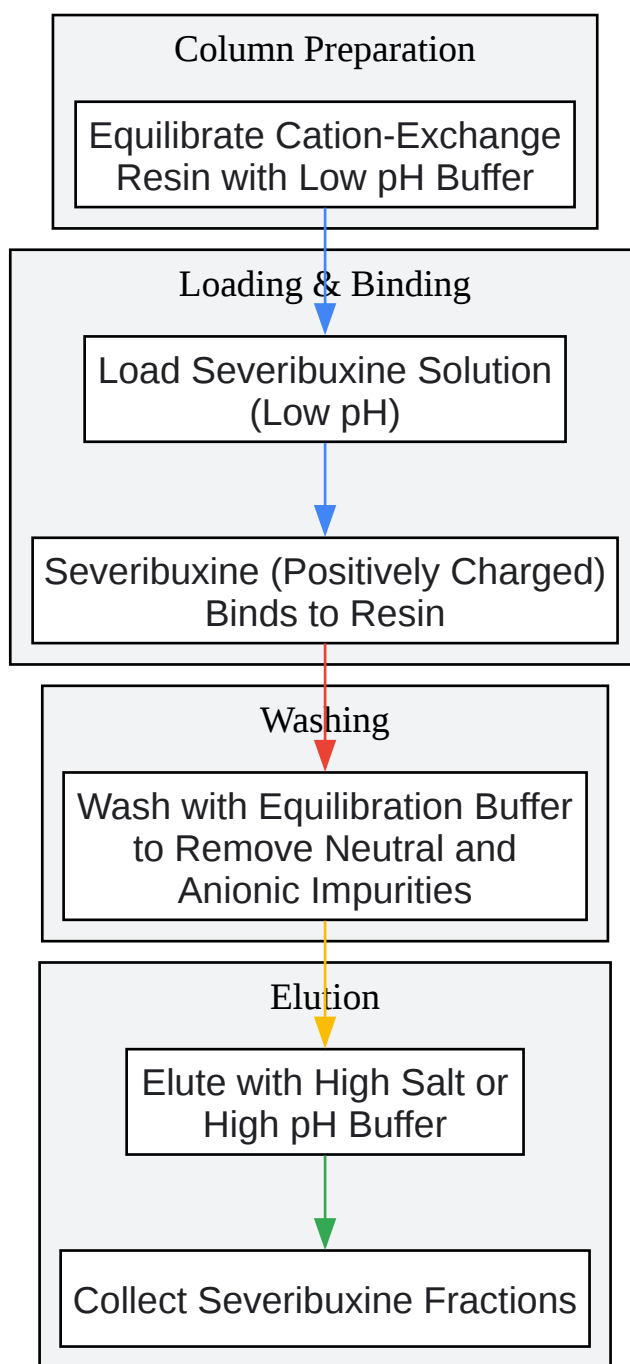 Column Preparation
Equilibrate Cation-Exchange
Resin with Low pH Buffer
Loading & Binding
Load Severibuxine Solution
(Low pH)
Severibuxine (Positively Charged)
Binds to Resin
Washing
Wash with Equilibration Buffer
to Remove Neutral and
Anionic Impurities
Elution
Elute with High Salt or
High pH Buffer
Collect Severibuxine Fractions